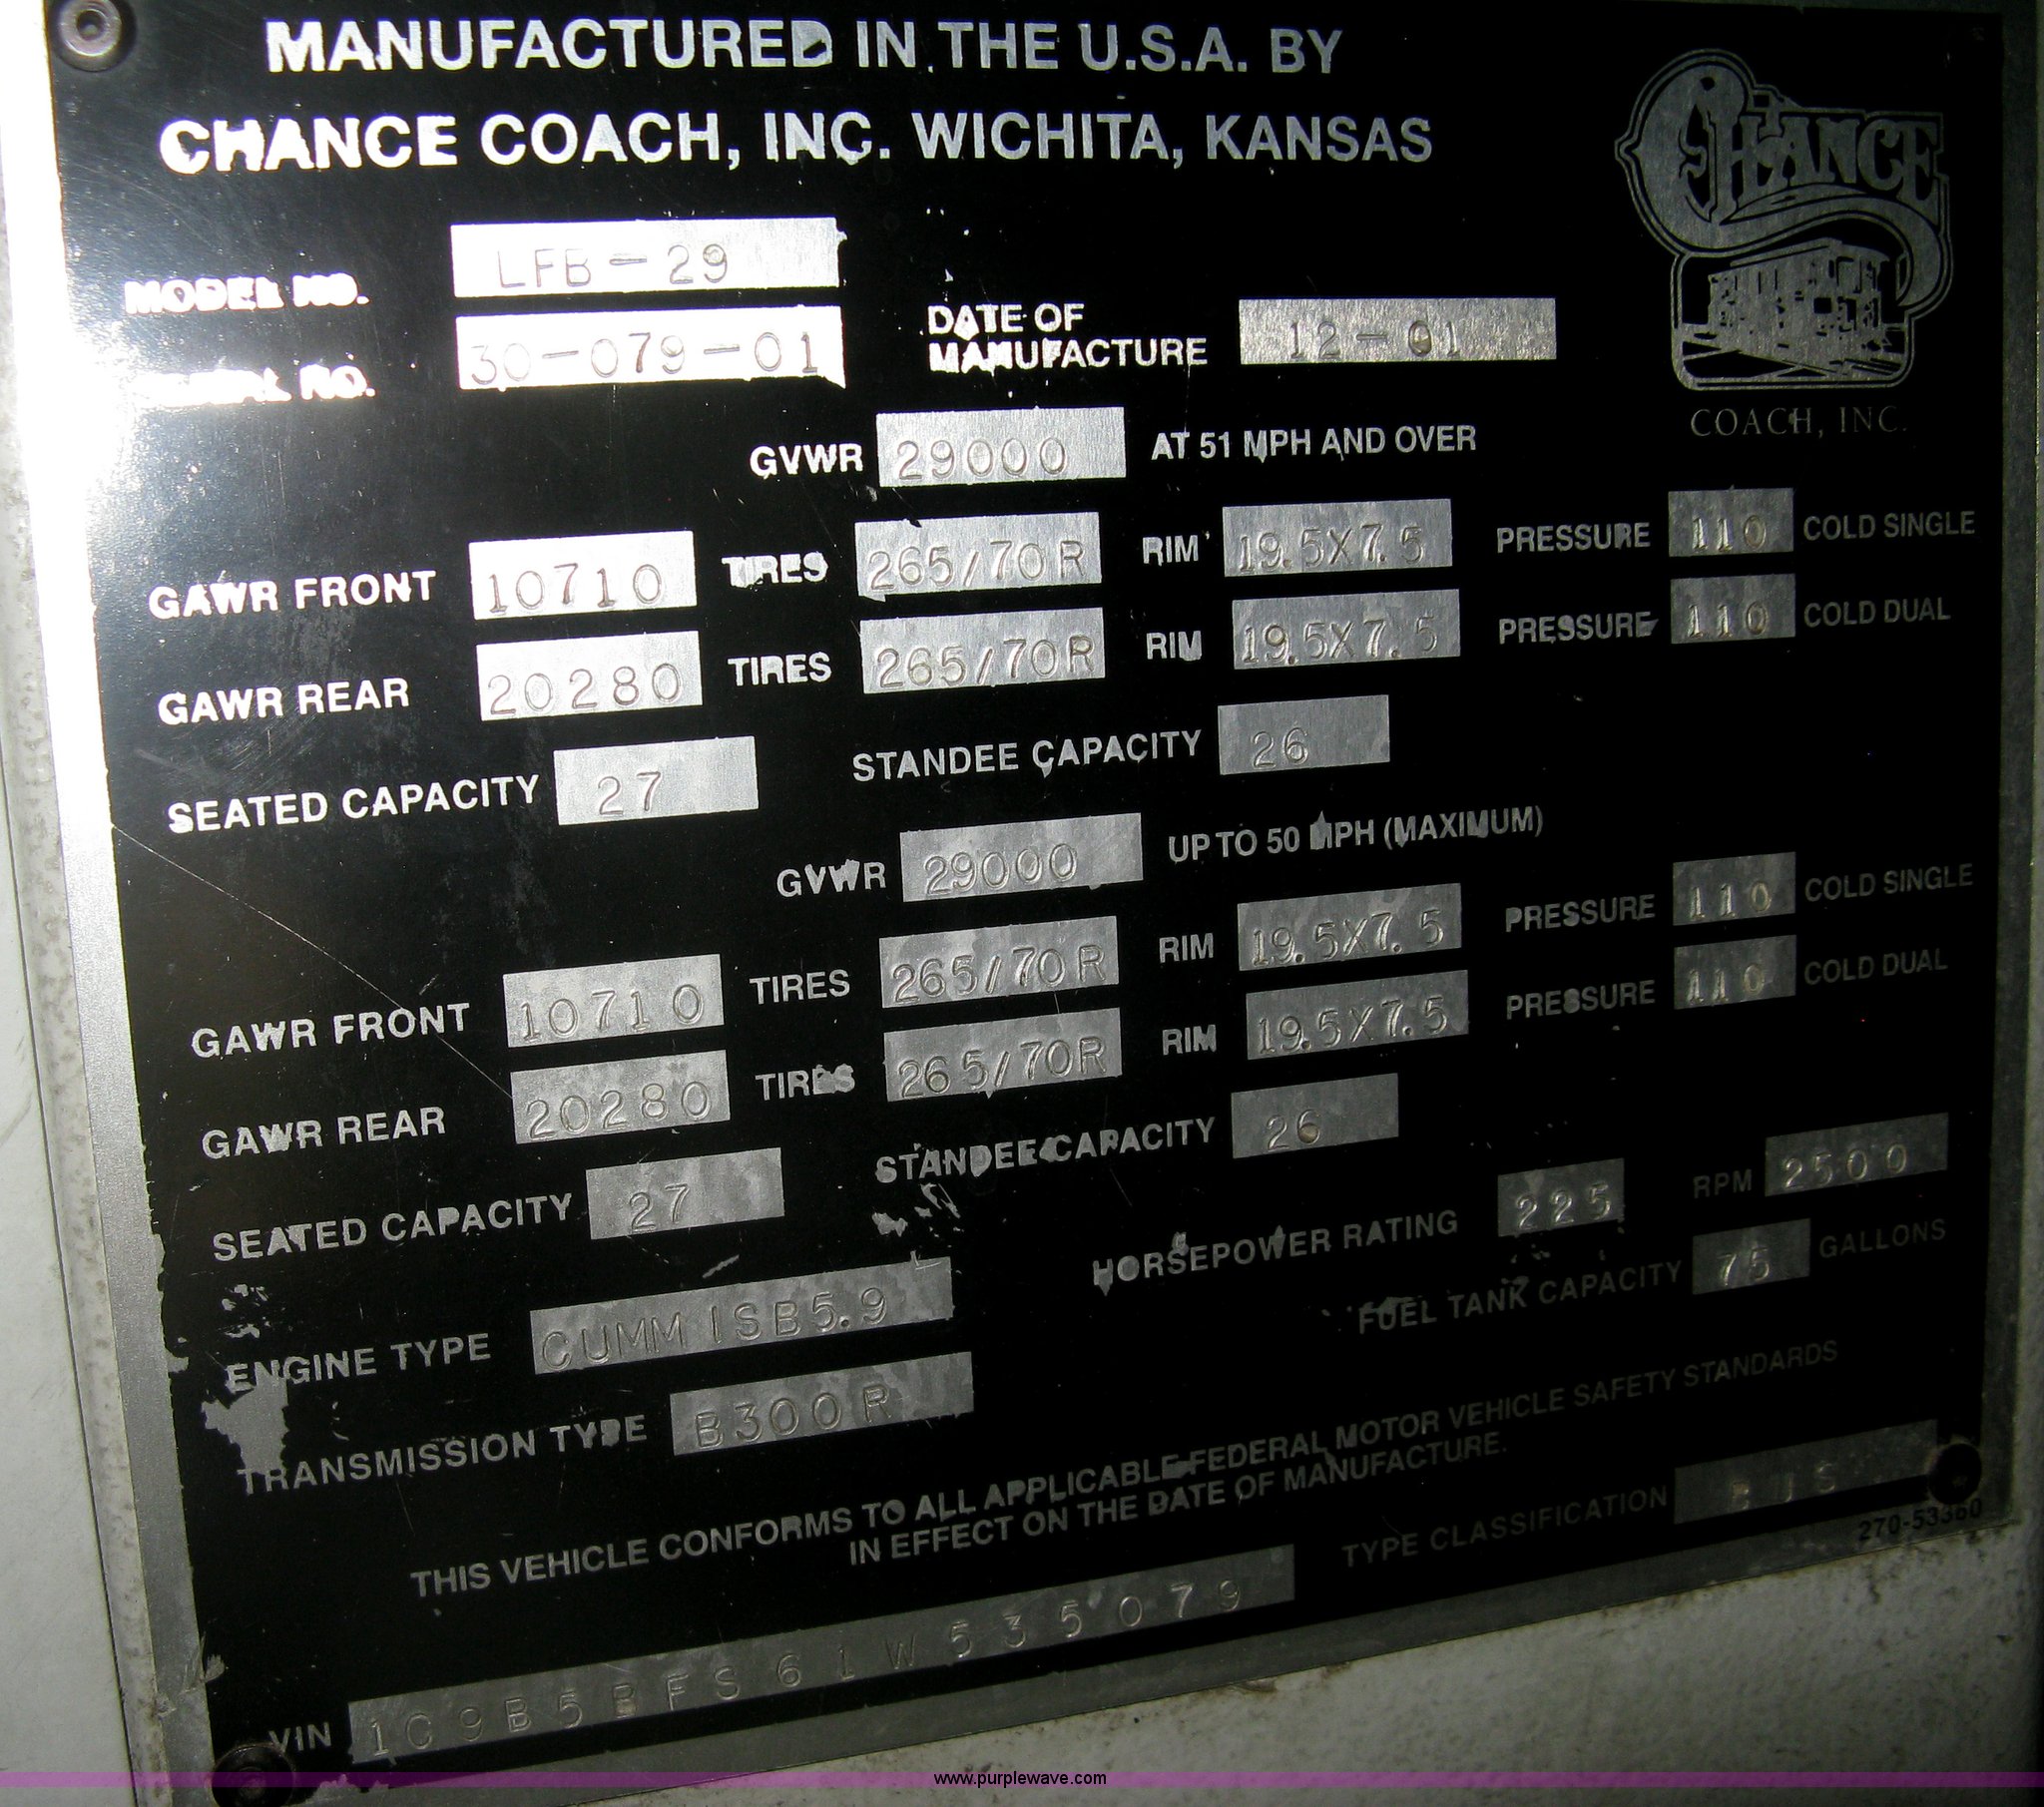 MANUFACTURED IN THE U.S.A. BY
CHANCE COACH, INC. WICHITA, KANSAS
CHANCE
COACH, INC.
MODEL NO. LFB-29
SERIAL NO. 30-079-01 DATE OF MANUFACTURE 12-01
GVWR 29000 AT 51 MPH AND OVER
GAWR FRONT 10710 TIRES 265/70R RIM 19.5X7.5 PRESSURE 110 COLD SINGLE
GAWR REAR 20280 TIRES 265/70R RIM 19.5X7.5 PRESSURE 110 COLD DUAL
SEATED CAPACITY 27 STANDEE CAPACITY 26
GVWR 29000 UP TO 50 MPH (MAXIMUM)
GAWR FRONT 10710 TIRES 265/70R RIM 19.5X7.5 PRESSURE 110 COLD SINGLE
GAWR REAR 20280 TIRES 265/70R RIM 19.5X7.5 PRESSURE 110 COLD DUAL
SEATED CAPACITY 27 STANDEE CAPACITY 26
HORSEPOWER RATING 225 RPM 2500
ENGINE TYPE CUMM ISB5.9 FUEL TANK CAPACITY 75 GALLONS
TRANSMISSION TYPE B300R
THIS VEHICLE CONFORMS TO ALL APPLICABLE FEDERAL MOTOR VEHICLE SAFETY STANDARDS
IN EFFECT ON THE DATE OF MANUFACTURE.
TYPE CLASSIFICATION BUS
270-53360
VIN 1C9B5BFS61W535079
www.purplewave.com